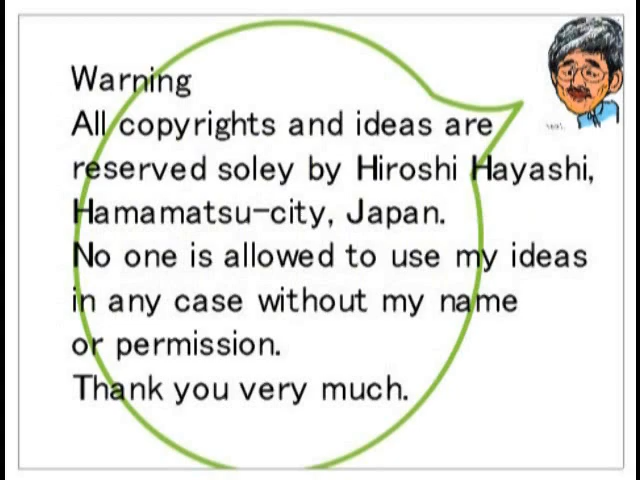 Warning
All copyrights and ideas are
reserved soley by Hiroshi Hayashi,
Hamamatsu-city, Japan.
No one is allowed to use my ideas
in any case without my name
or permission.
Thank you very much.